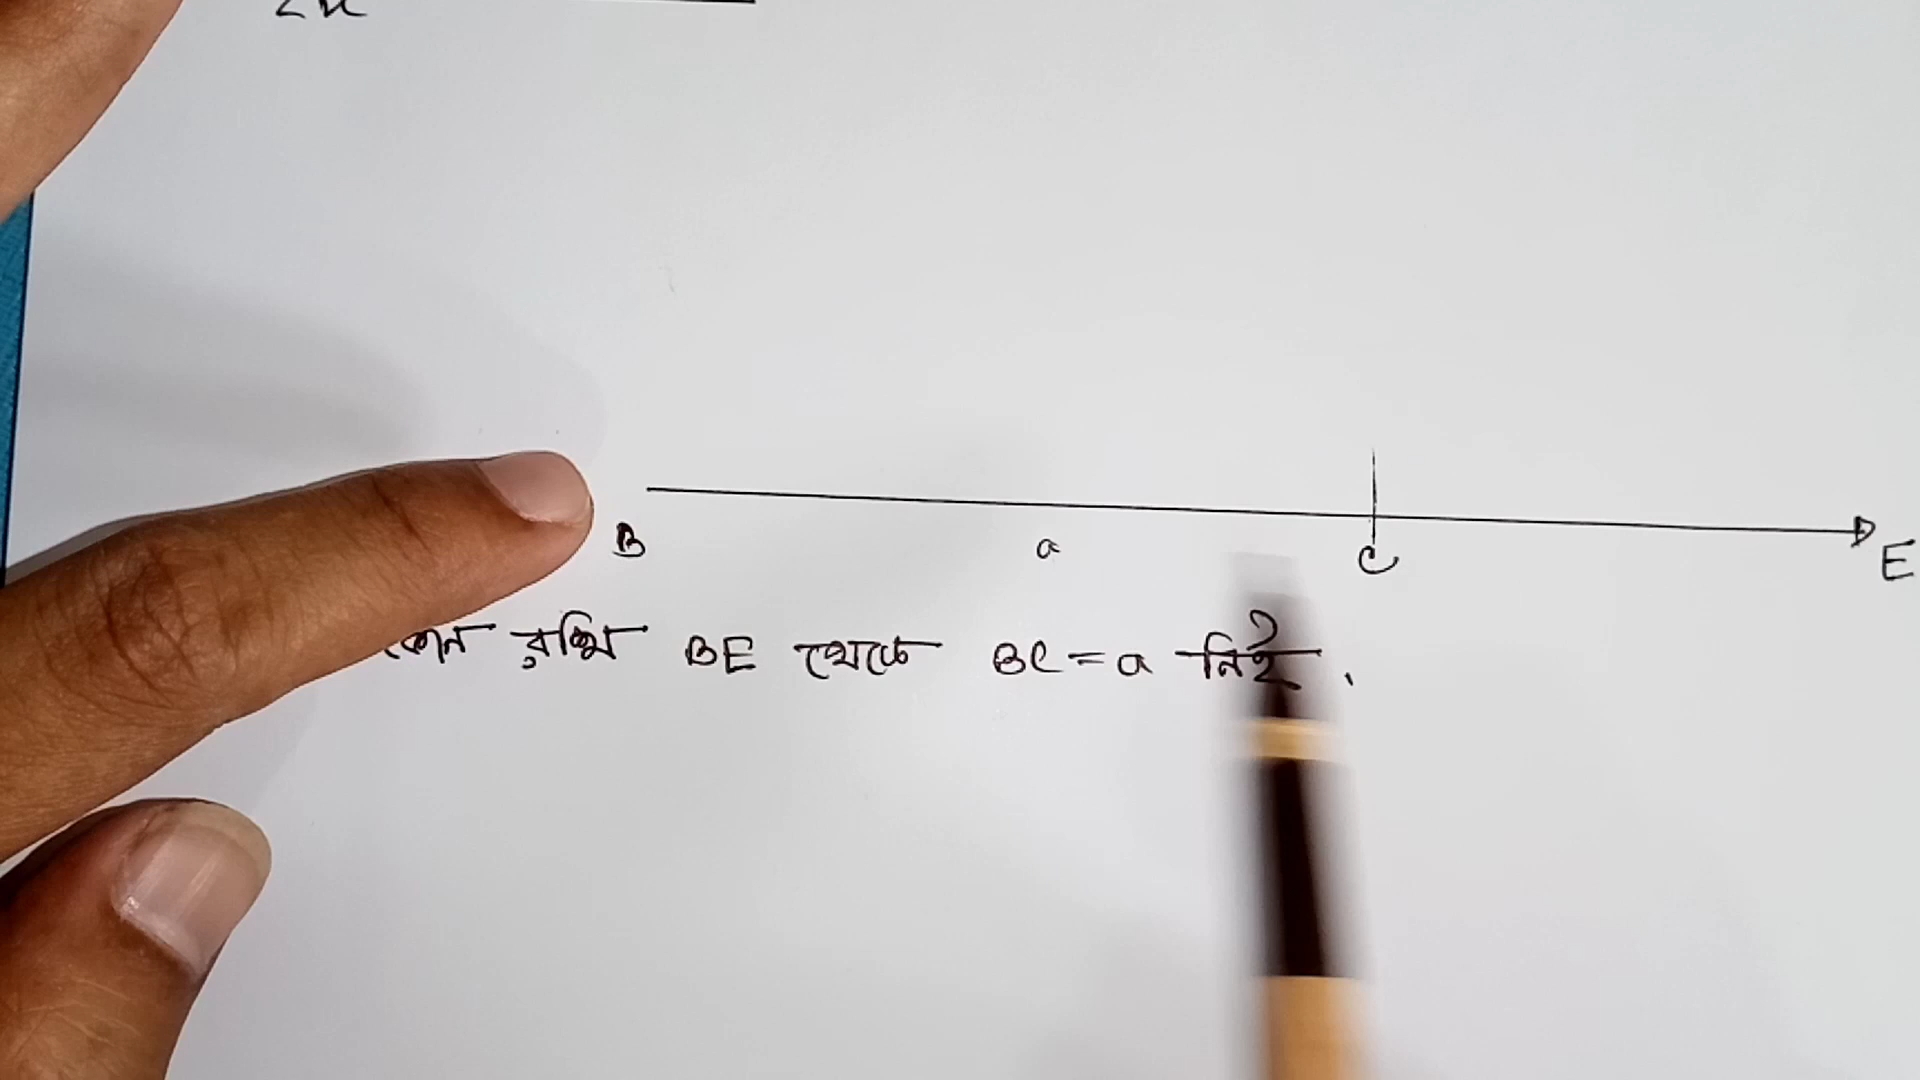 B a C E
কোন রশ্মি BE থেকে BC = a নিই .